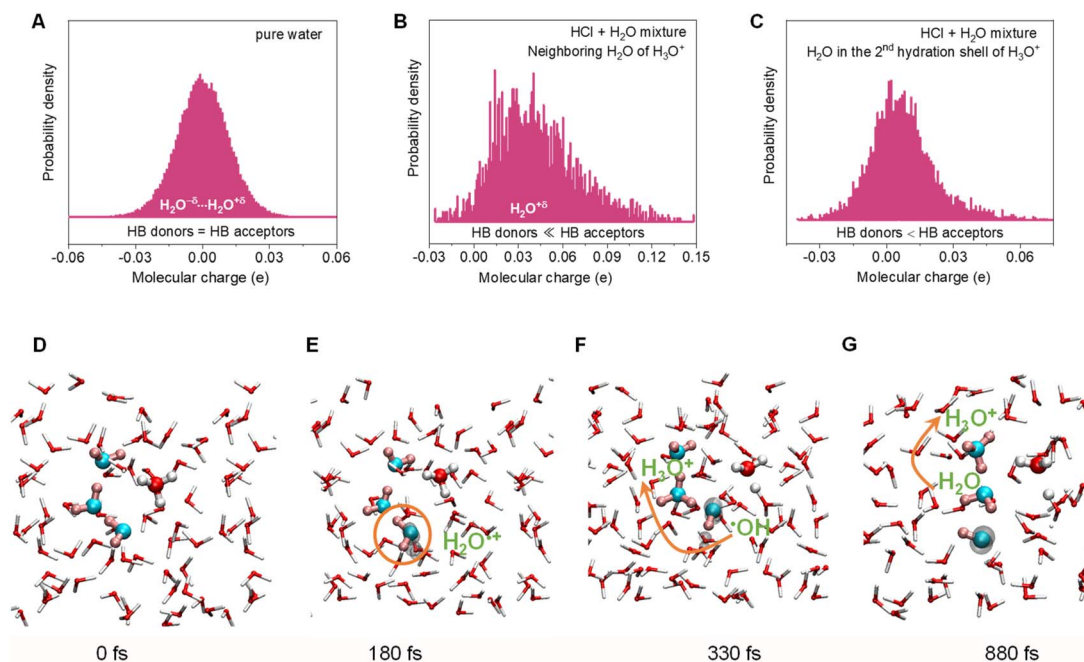 A
pure water
Probability density
H₂O⁻ᵟ...H₂O⁺ᵟ
HB donors = HB acceptors
-0.06 -0.03 0.00 0.03 0.06
Molecular charge (e)
B
HCl + H₂O mixture
Neighboring H₂O of H₃O⁺
Probability density
H₂O⁺ᵟ
HB donors ≪ HB acceptors
-0.03 0.00 0.03 0.06 0.09 0.12 0.15
Molecular charge (e)
C
HCl + H₂O mixture
H₂O in the 2ⁿᵈ hydration shell of H₃O⁺
Probability density
HB donors < HB acceptors
-0.03 0.00 0.03 0.06
Molecular charge (e)
D
0 fs
E
H₂O•⁺
180 fs
F
H₃O⁺
•OH
330 fs
G
H₃O⁺
H₂O
880 fs